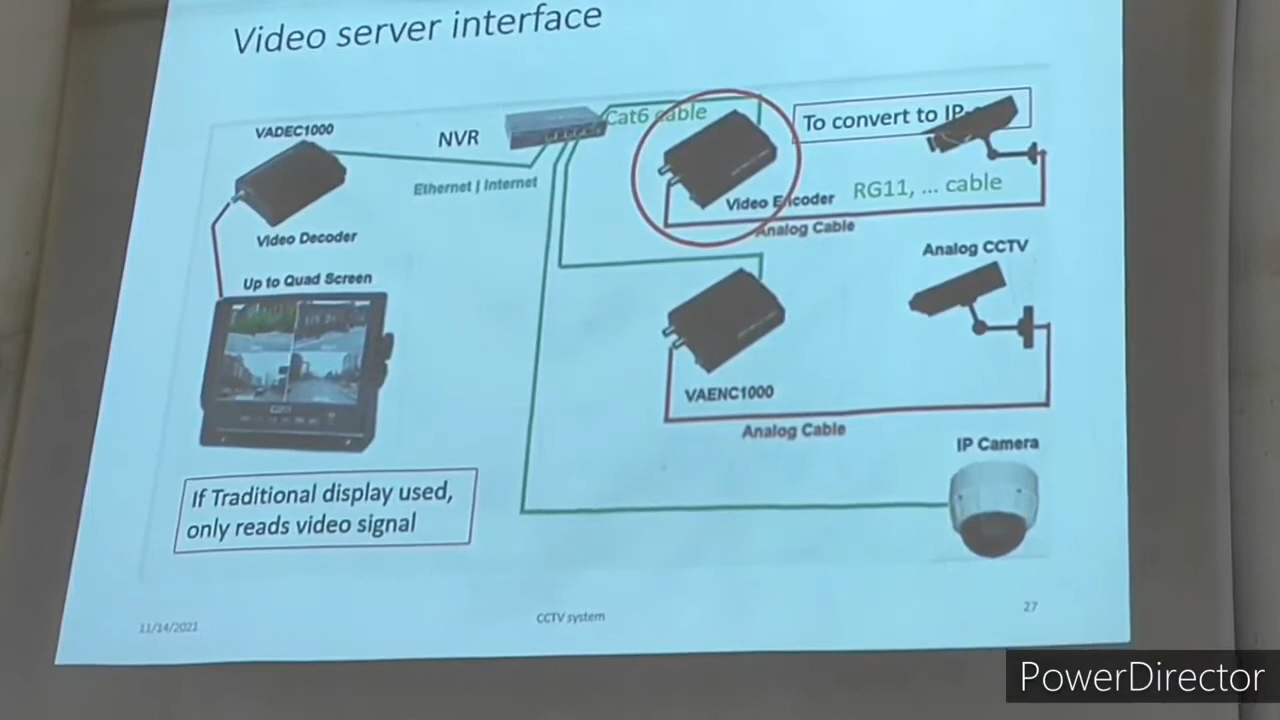 Video server interface
VADEC1000
NVR
Cat6 cable
To convert to IP
Ethernet | Internet
Video Encoder
RG11, ... cable
Analog Cable
Video Decoder
Analog CCTV
Up to Quad Screen
VAENC1000
Analog Cable
IP Camera
If Traditional display used,
only reads video signal
11/14/2021
CCTV system
27
PowerDirector